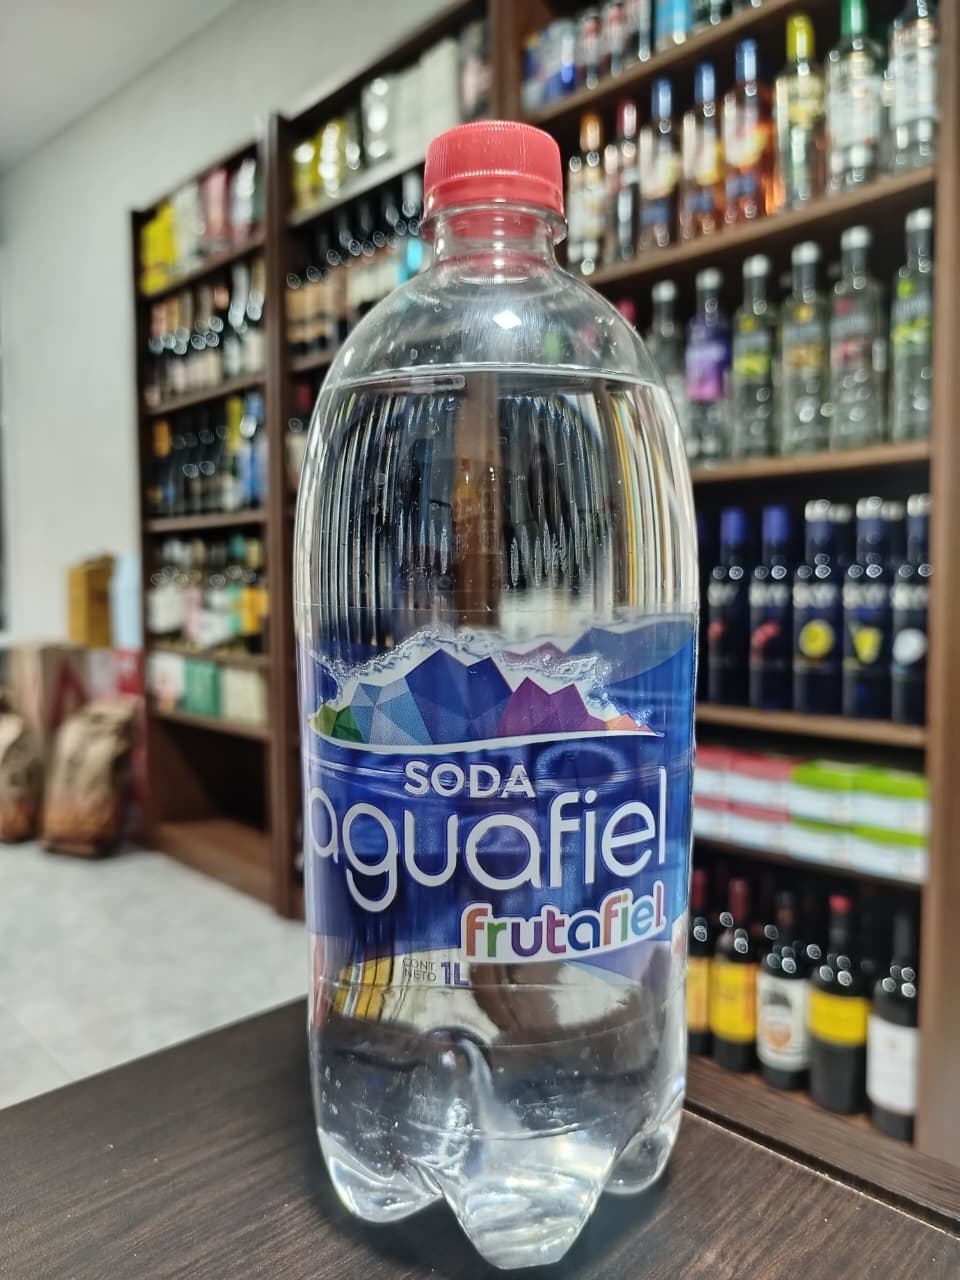 SODA
aguafiel
frutafiel
CONT. NETO 1L